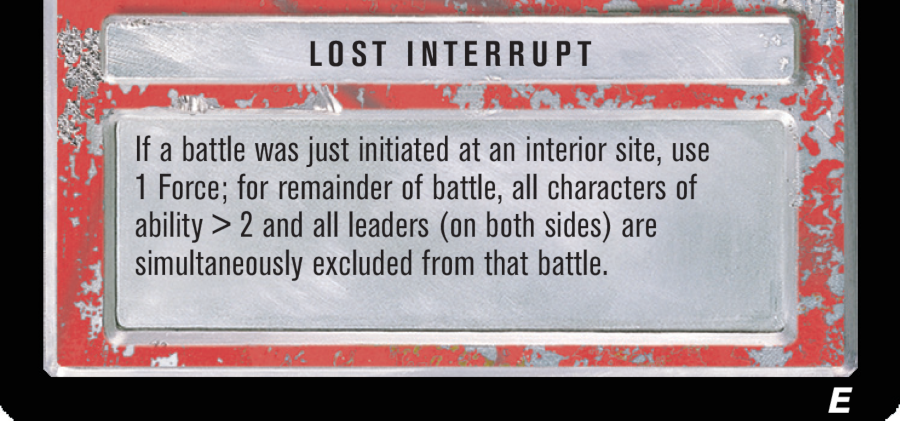 LOST INTERRUPT
If a battle was just initiated at an interior site, use
1 Force; for remainder of battle, all characters of
ability > 2 and all leaders (on both sides) are
simultaneously excluded from that battle.
E